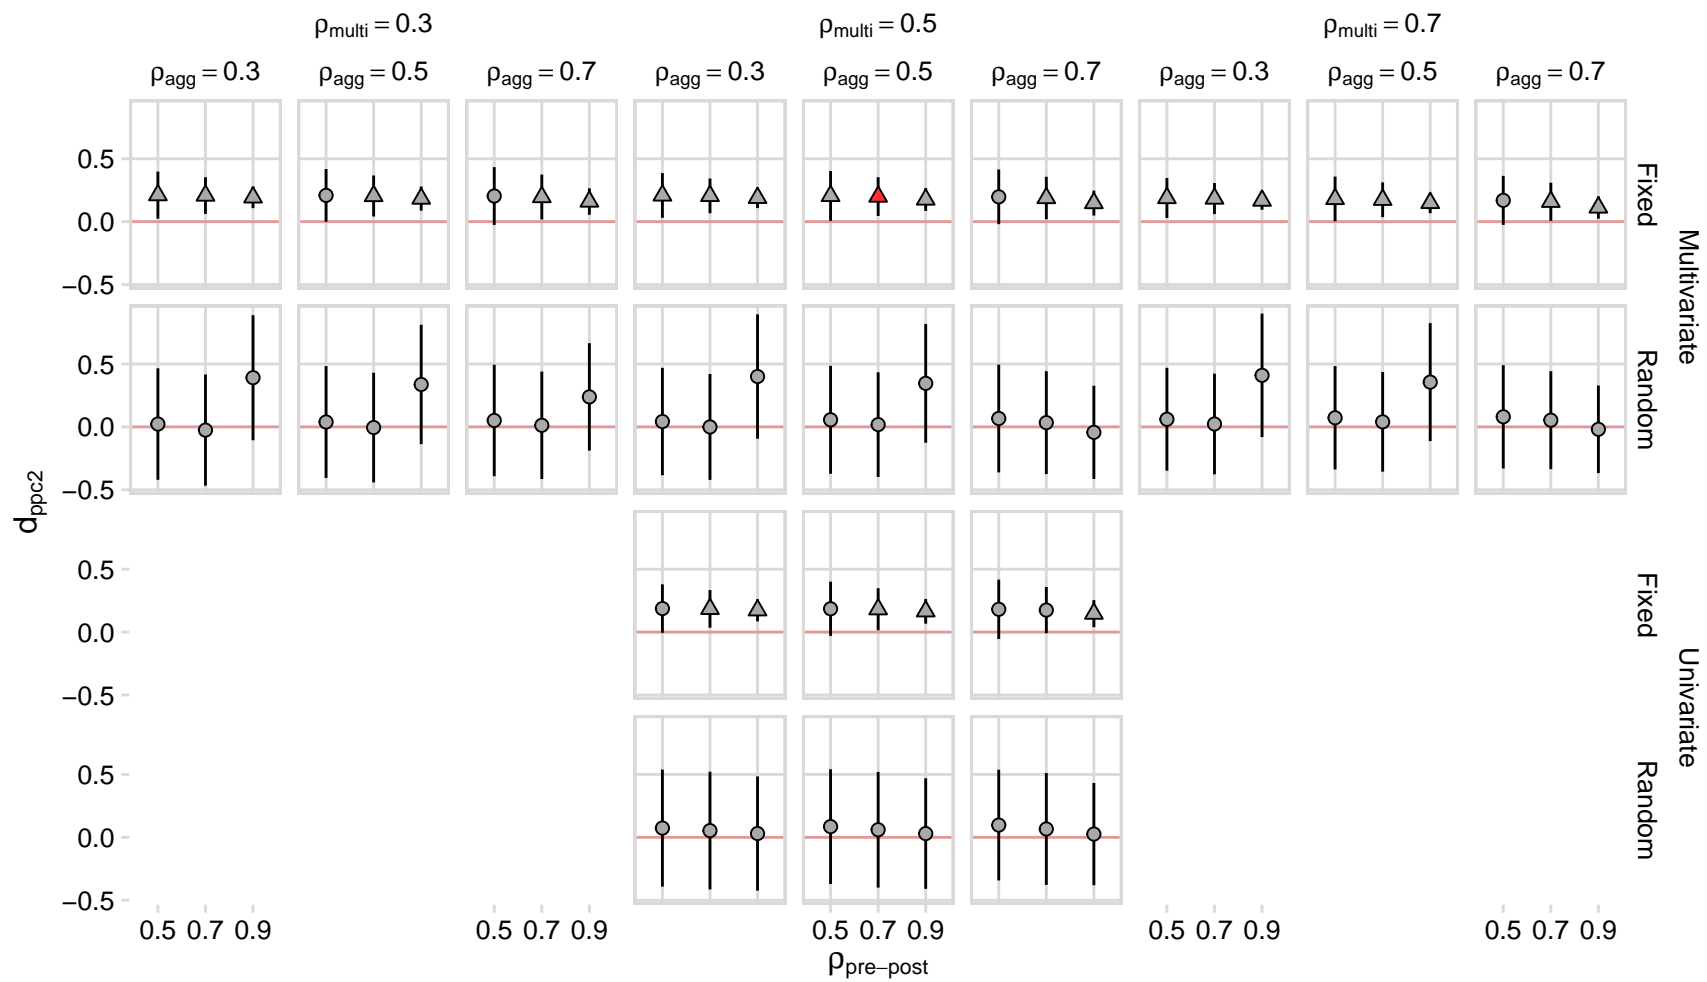 ρmulti = 0.3 ρmulti = 0.5 ρmulti = 0.7
ρagg = 0.3 ρagg = 0.5 ρagg = 0.7 ρagg = 0.3 ρagg = 0.5 ρagg = 0.7 ρagg = 0.3 ρagg = 0.5 ρagg = 0.7
0.5
0.0
−0.5
Fixed
Multivariate
0.5
0.0
−0.5
Random
dppc2
0.5
0.0
−0.5
Fixed
Univariate
0.5
0.0
−0.5
Random
0.5 0.7 0.9 0.5 0.7 0.9 0.5 0.7 0.9 0.5 0.7 0.9 0.5 0.7 0.9
ρpre−post